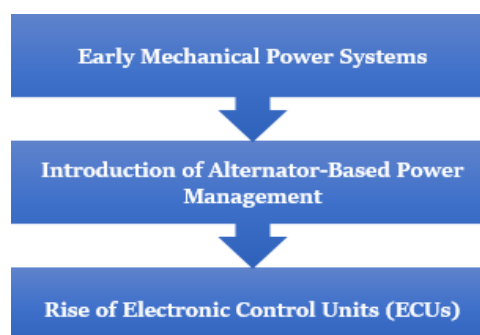 Early Mechanical Power Systems
Introduction of Alternator-Based Power
Management
Rise of Electronic Control Units (ECUs)